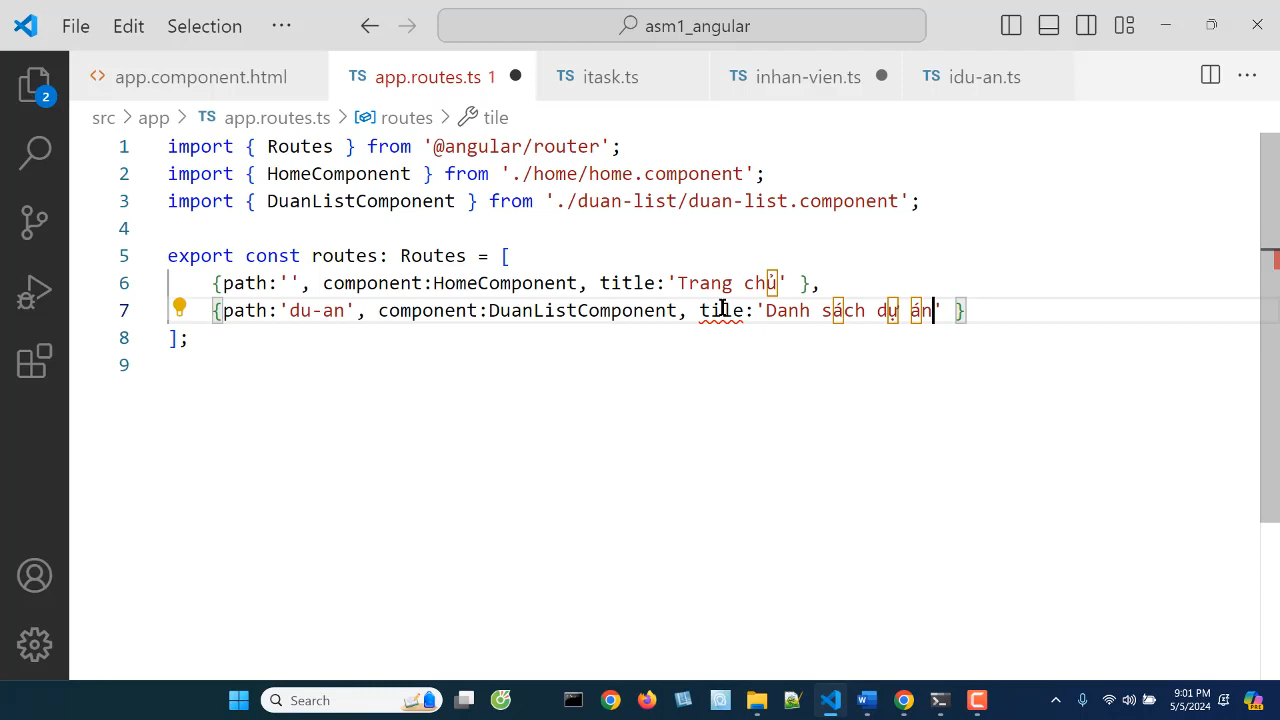 File Edit Selection ··· asm1_angular
<> app.component.html TS app.routes.ts 1 TS itask.ts TS inhan-vien.ts TS idu-an.ts ···
2
src > app > TS app.routes.ts > routes > tile
1 import { Routes } from '@angular/router';
2 import { HomeComponent } from './home/home.component';
3 import { DuanListComponent } from './duan-list/duan-list.component';
4
5 export const routes: Routes = [
6 {path:'', component:HomeComponent, title:'Trang chủ' },
7 {path:'du-an', component:DuanListComponent, tile:'Danh sách dự án' }
8 ];
9
Search 9:01 PM
5/5/2024
PRE